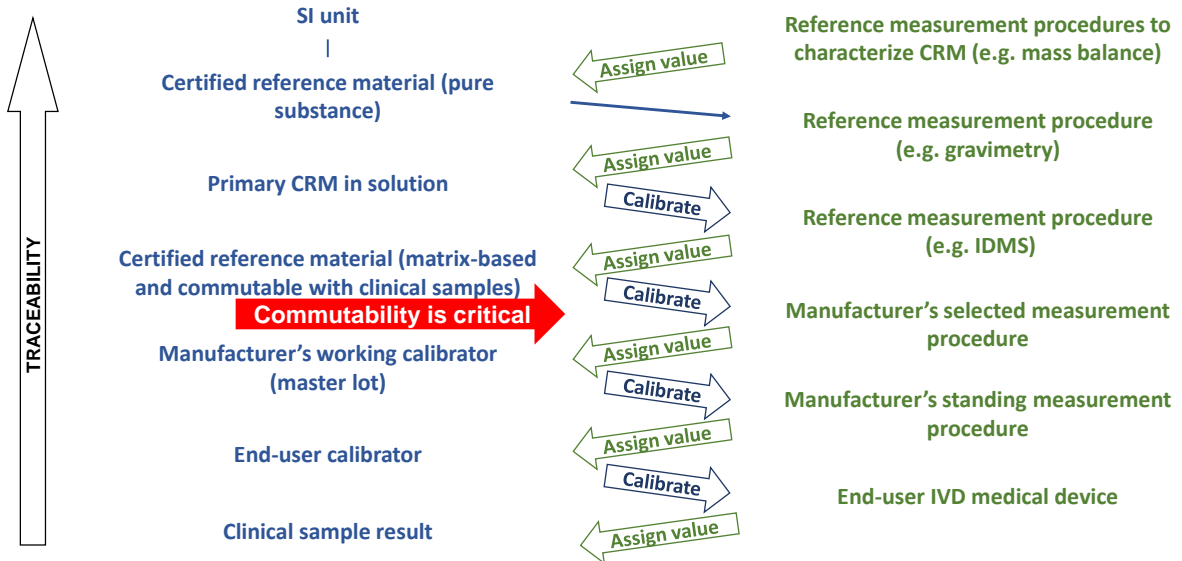 SI unit
Reference measurement procedures to
characterize CRM (e.g. mass balance)
Assign value
Certified reference material (pure
substance)
Reference measurement procedure
(e.g. gravimetry)
Assign value
Primary CRM in solution
Calibrate
Reference measurement procedure
(e.g. IDMS)
Assign value
Certified reference material (matrix-based
and commutable with clinical samples)
Calibrate
Commutability is critical
Manufacturer's selected measurement
procedure
Assign value
Manufacturer's working calibrator
(master lot)
Calibrate
Manufacturer's standing measurement
procedure
Assign value
End-user calibrator
Calibrate
End-user IVD medical device
Clinical sample result
Assign value
TRACEABILITY